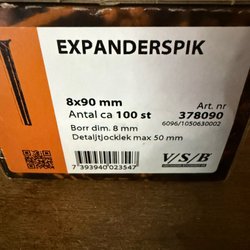 EXPANDERSPIK
8x90 mm
Antal ca 100 st
Art. nr
378090
6096/1050630002
Borr dim. 8 mm
Detaljtjocklek max 50 mm
V/S/B
7 393940 023547